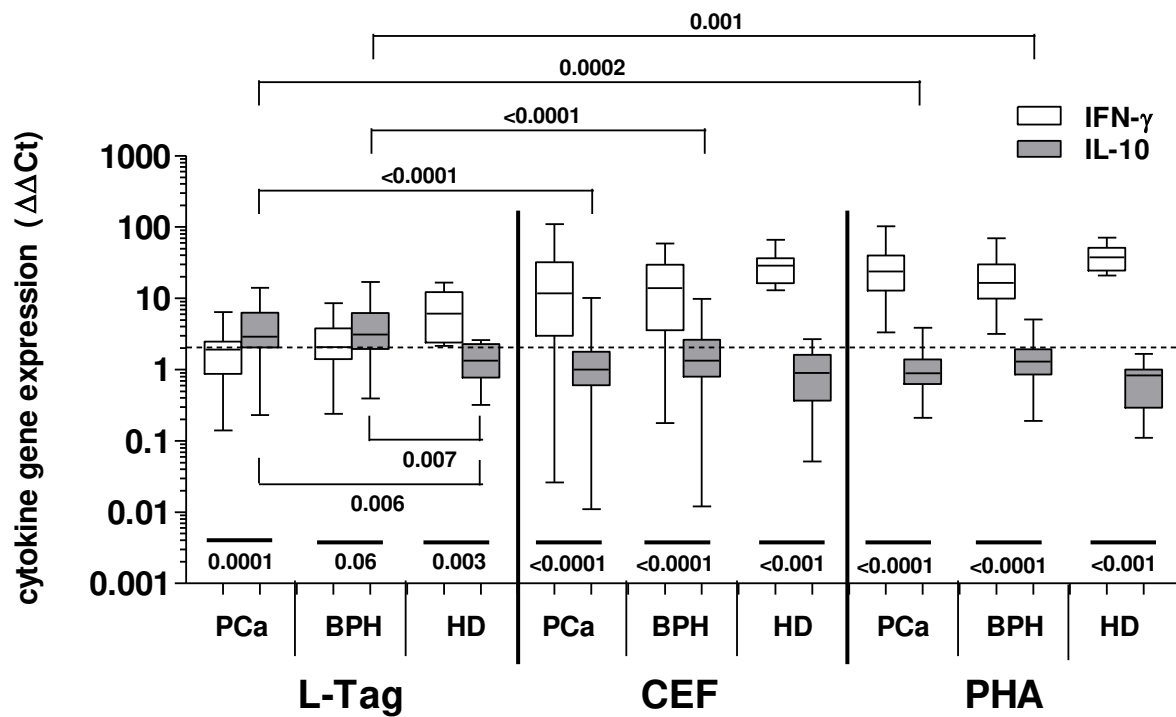 0.001
0.0002
<0.0001
<0.0001
IFN-γ
IL-10
cytokine gene expression (ΔΔCt)
1000
100
10
1
0.1
0.01
0.001
0.007
0.006
0.0001 0.06 0.003 <0.0001 <0.0001 <0.001 <0.0001 <0.0001 <0.001
PCa BPH HD PCa BPH HD PCa BPH HD
L-Tag CEF PHA